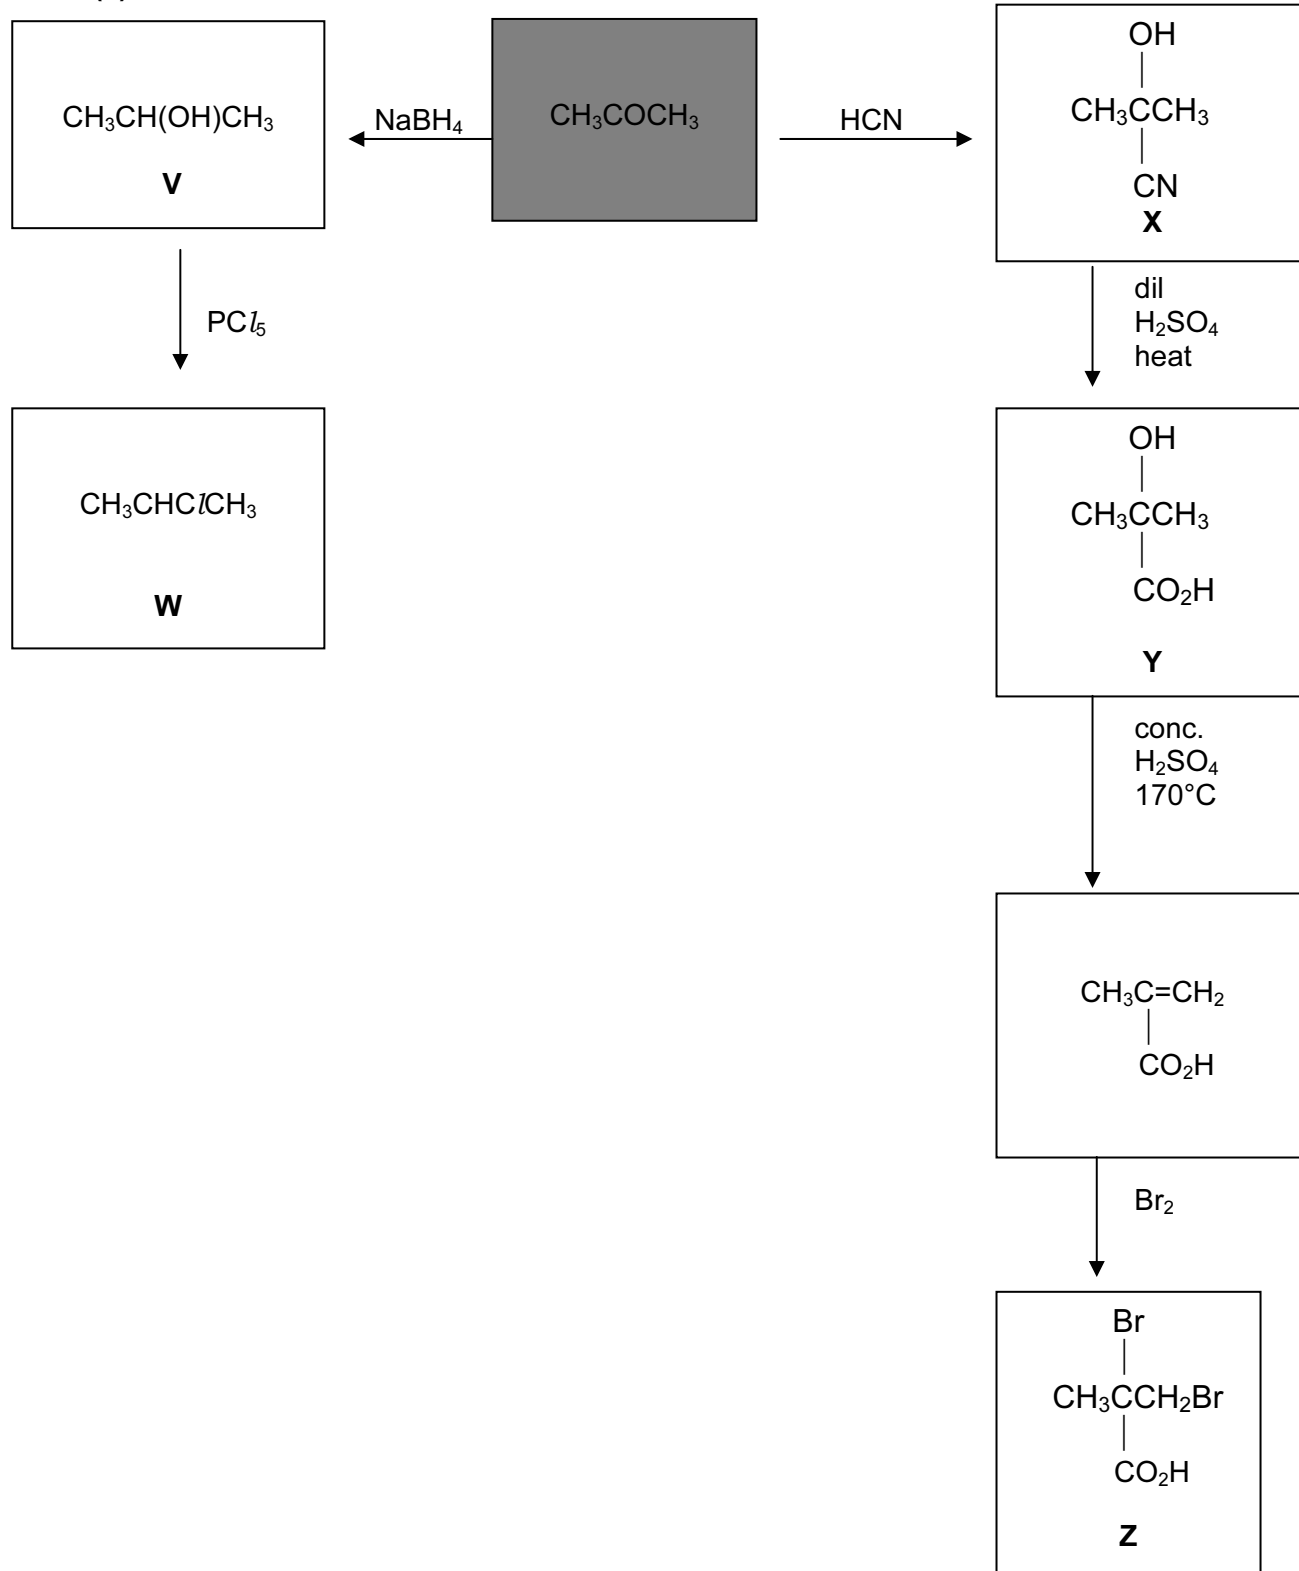 CH₃CH(OH)CH₃
V
NaBH₄
CH₃COCH₃
HCN
OH
CH₃CCH₃
CN
X
PCl₅
dil
H₂SO₄
heat
CH₃CHClCH₃
W
OH
CH₃CCH₃
CO₂H
Y
conc.
H₂SO₄
170°C
CH₃C=CH₂
CO₂H
Br₂
Br
CH₃CCH₂Br
CO₂H
Z